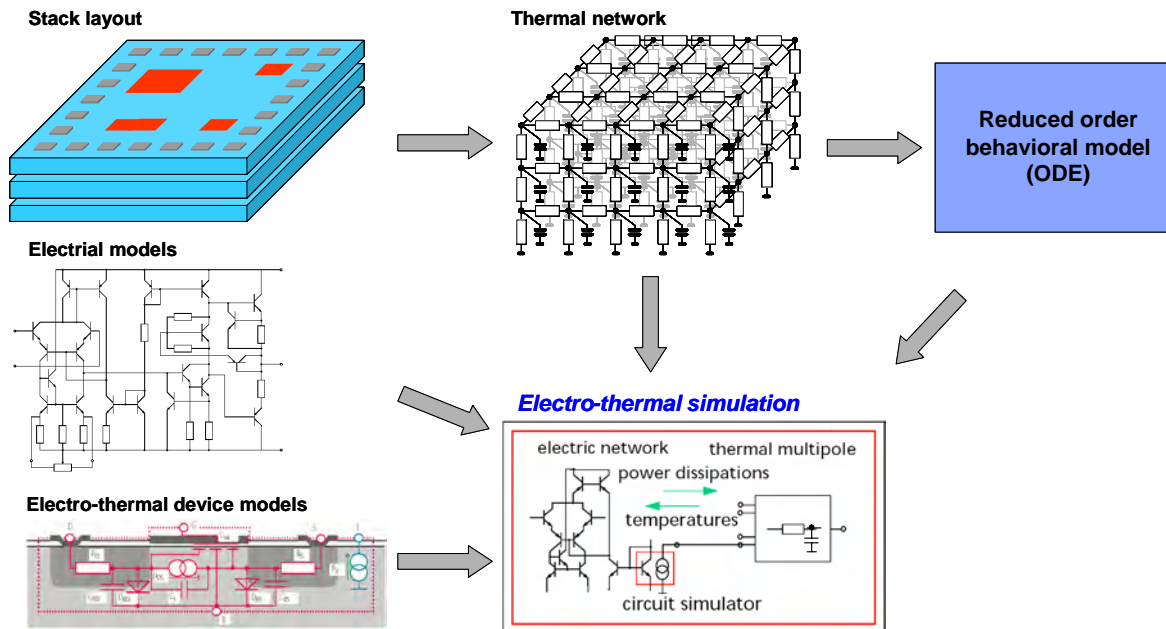 Stack layout
Thermal network
Reduced order
behavioral model
(ODE)
Electrial models
Electro-thermal simulation
electric network
thermal multipole
power dissipations
temperatures
circuit simulator
Electro-thermal device models